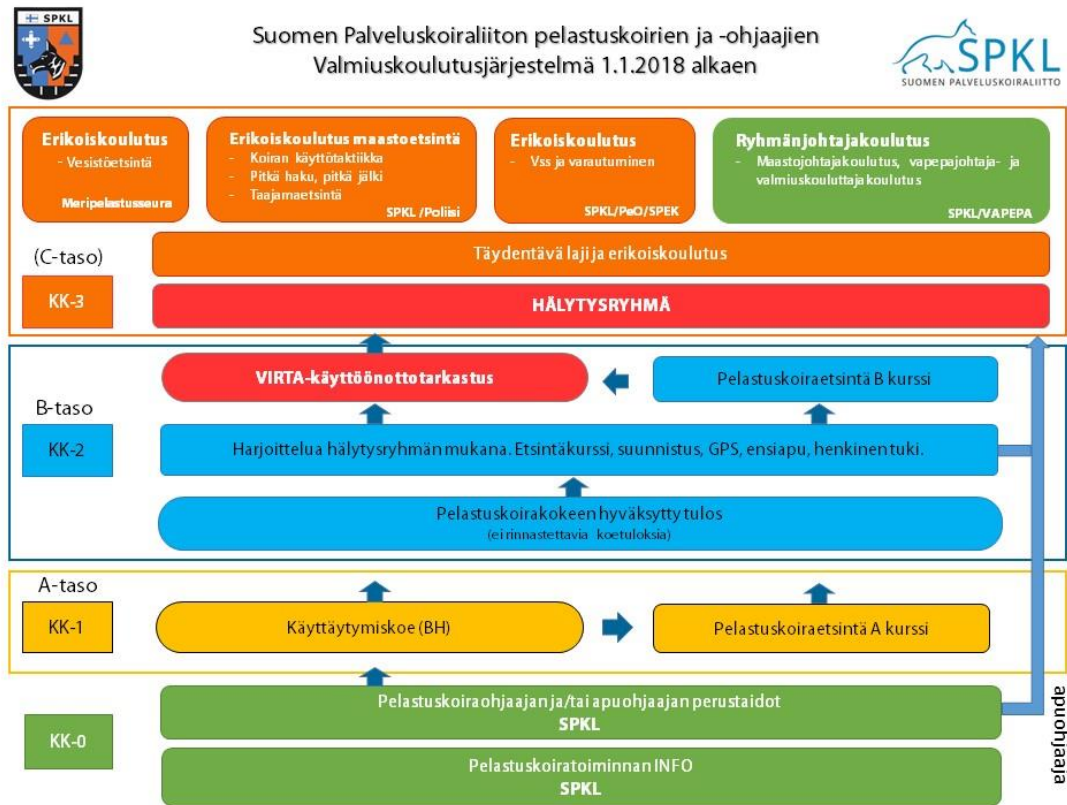 SPKL
Suomen Palveluskoiraliiton pelastuskoirien ja -ohjaajien
Valmiuskoulutusjärjestelmä 1.1.2018 alkaen
SPKL
SUOMEN PALVELUSKOIRALIITTO
Erikoiskoulutus
- Vesistöetsintä
Meripelastusseura
Erikoiskoulutus maastoetsintä
- Koiran käyttötaktiikka
- Pitkä haku, pitkä jälki
- Taajamaetsintä
SPKL /Poliisi
Erikoiskoulutus
- Vss ja varautuminen
SPKL/PeO/SPEK
Ryhmänjohtajakoulutus
- Maastojohtajakoulutus, vapepajohtaja- ja
valmiuskouluttajakoulutus
SPKL/VAPEPA
(C-taso)
KK-3
Täydentävä laji ja erikoiskoulutus
HÄLYTYSRYHMÄ
B-taso
KK-2
VIRTA-käyttöönottotarkastus
Pelastuskoiraetsintä B kurssi
Harjoittelua hälytysryhmän mukana. Etsintäkurssi, suunnistus, GPS, ensiapu, henkinen tuki.
Pelastuskoirakokeen hyväksytty tulos
(ei rinnastettavia koetuloksia)
A-taso
KK-1
Käyttäytymiskoe (BH)
Pelastuskoiraetsintä A kurssi
KK-0
Pelastuskoiraohjaajan ja/tai apuohjaajan perustaidot
SPKL
Pelastuskoiratoiminnan INFO
SPKL
apuohjaaja